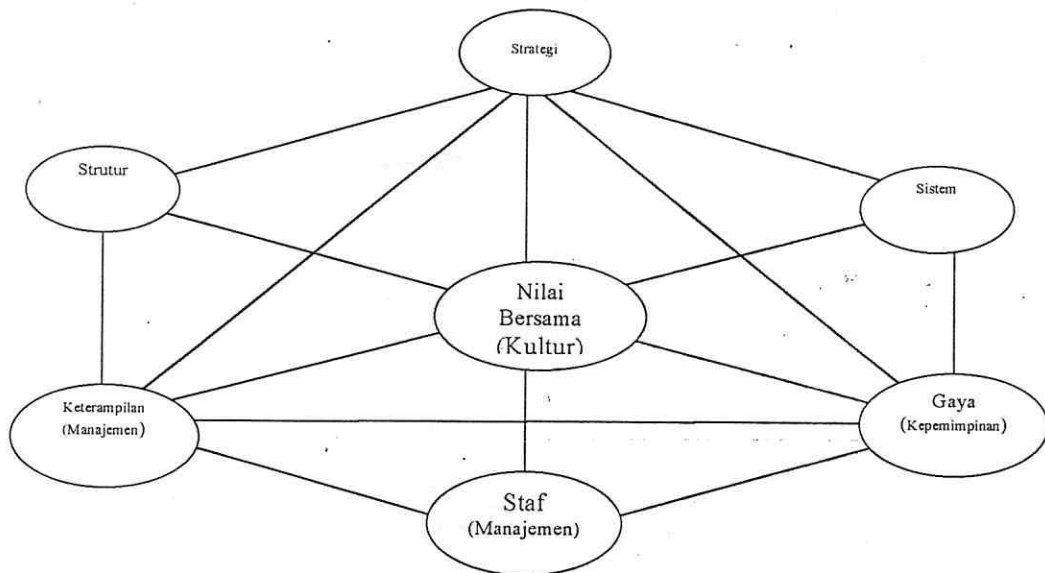 Strategi
Strutur
Sistem
Nilai
Bersama
(Kultur)
Keterampilan
(Manajemen)
Gaya
(Kepemimpinan)
Staf
(Manajemen)